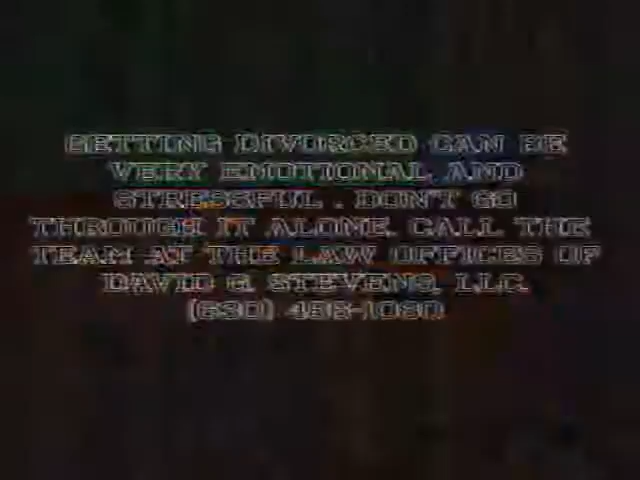 GETTING DIVORCED CAN BE
VERY EMOTIONAL AND
STRESSFUL . DON'T GO
THROUGH IT ALONE. CALL THE
TEAM AT THE LAW OFFICES OF
DAVID G. STEVENS, LLC.
(630)